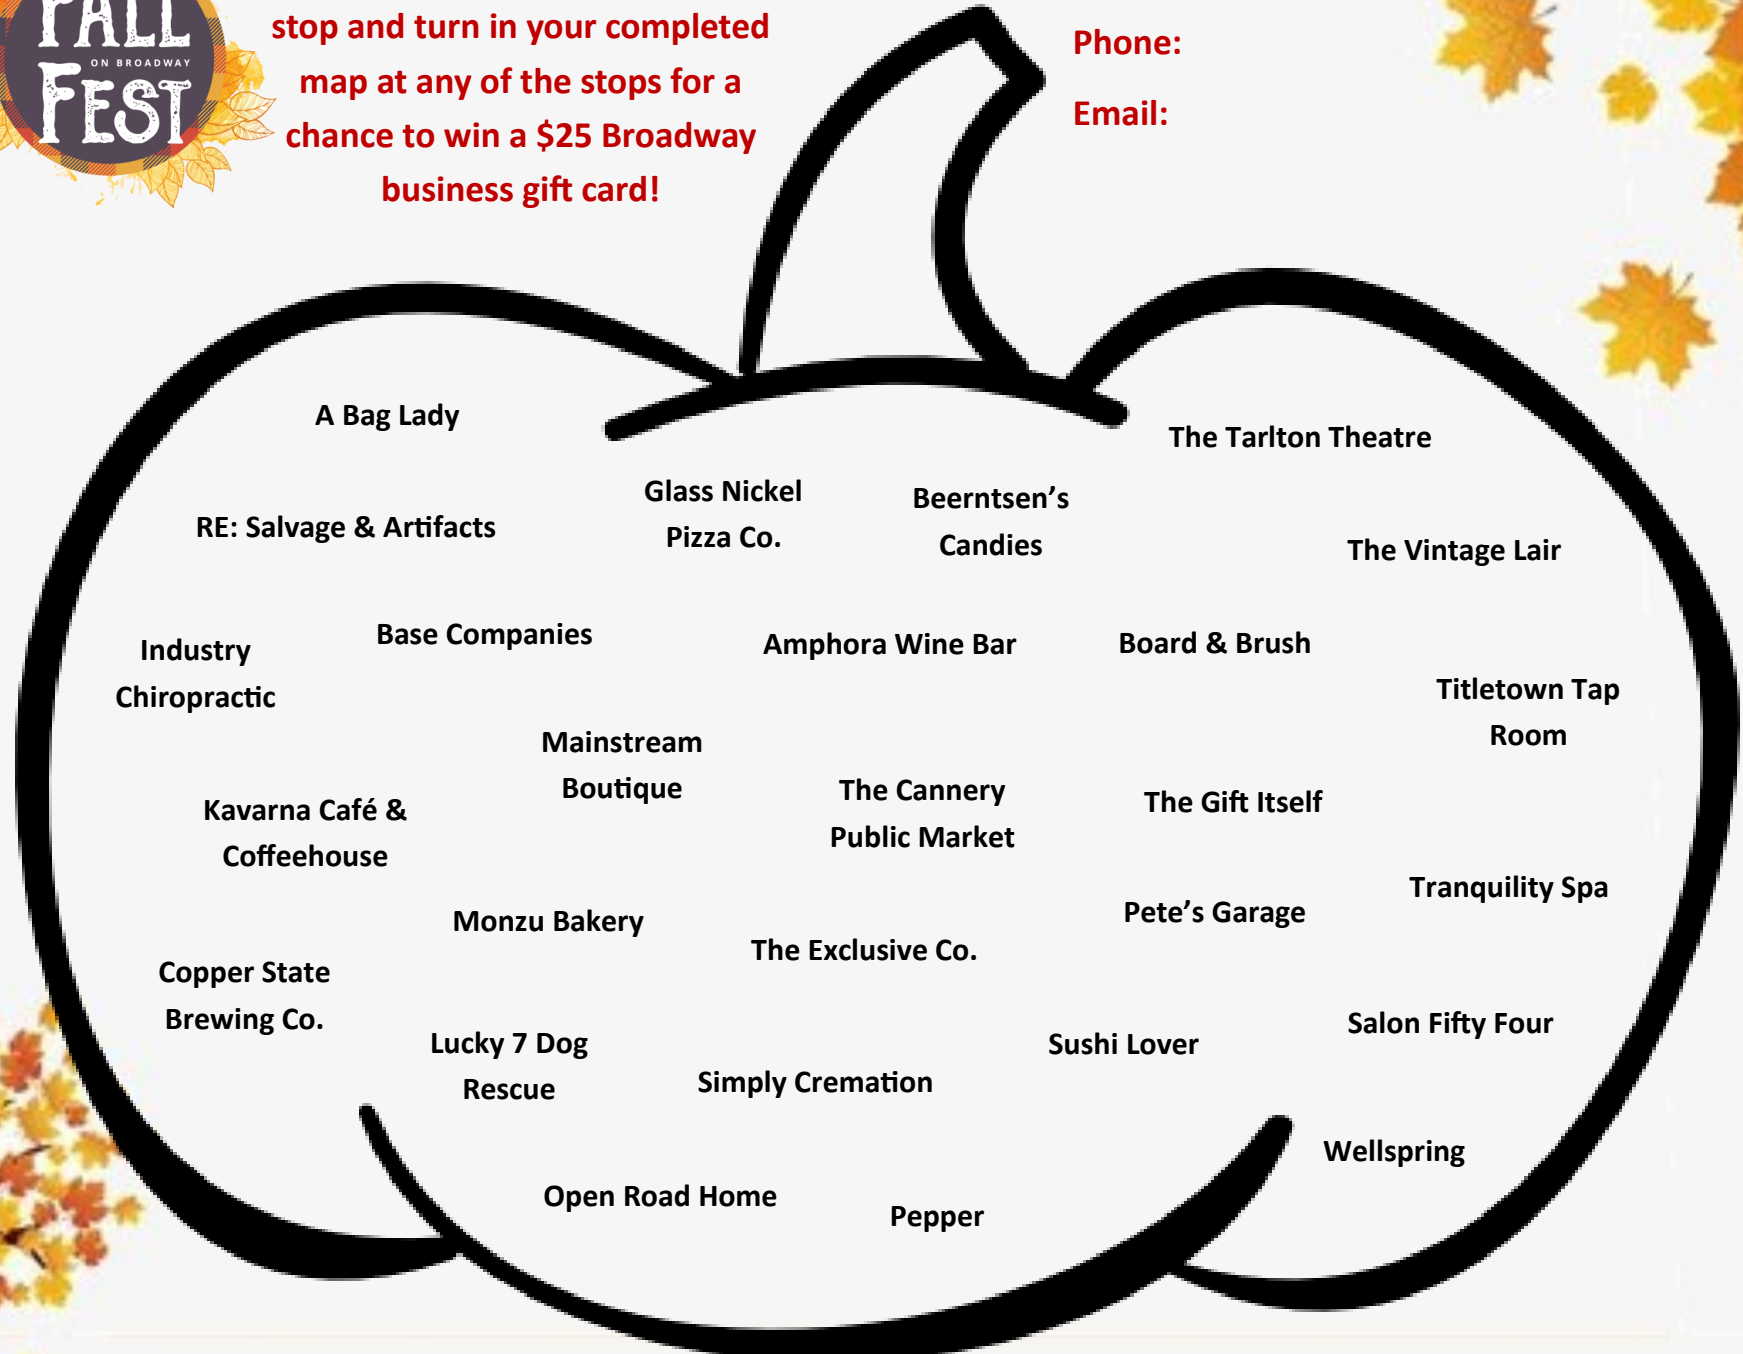 FALL
ON BROADWAY
FEST
stop and turn in your completed
map at any of the stops for a
chance to win a $25 Broadway
business gift card!
Phone:
Email:
A Bag Lady
The Tarlton Theatre
Glass Nickel
Pizza Co.
Beerntsen’s
Candies
RE: Salvage & Artifacts
The Vintage Lair
Industry
Chiropractic
Base Companies
Amphora Wine Bar
Board & Brush
Titletown Tap
Room
Mainstream
Boutique
The Cannery
Public Market
The Gift Itself
Kavarna Café &
Coffeehouse
Tranquility Spa
Monzu Bakery
Pete’s Garage
The Exclusive Co.
Copper State
Brewing Co.
Salon Fifty Four
Lucky 7 Dog
Rescue
Sushi Lover
Simply Cremation
Wellspring
Open Road Home
Pepper